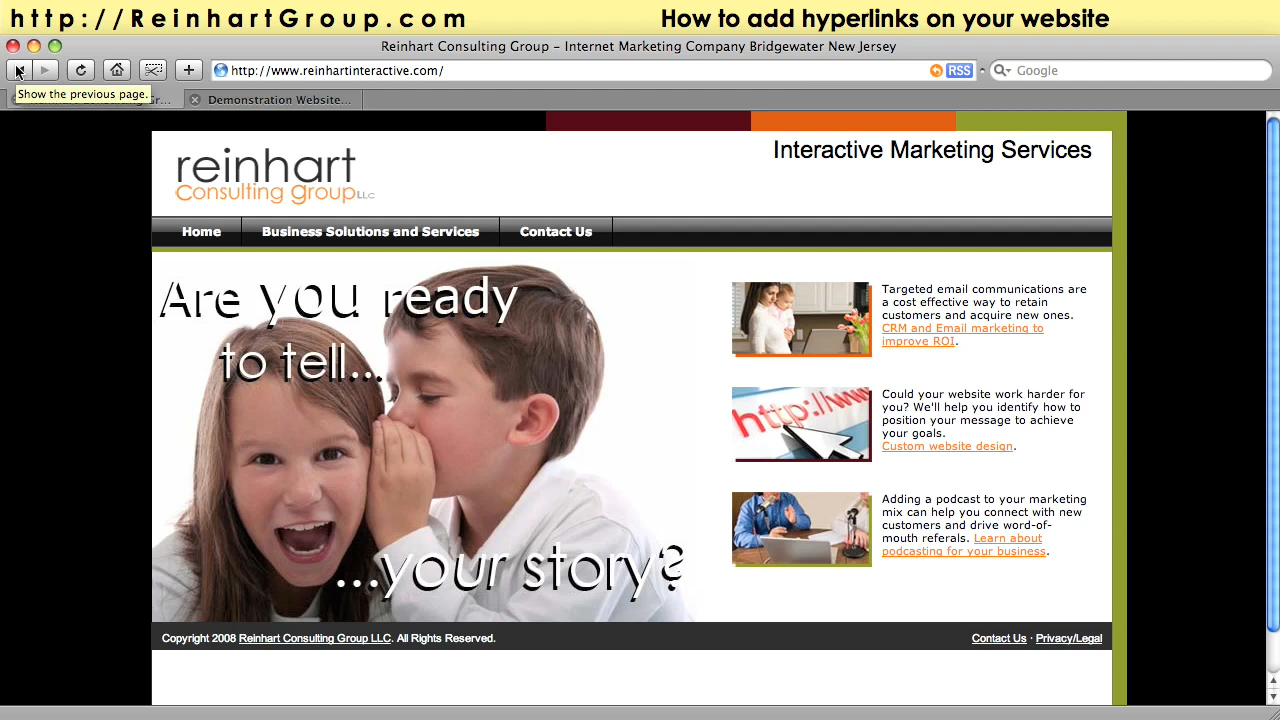 http://ReinhartGroup.com
How to add hyperlinks on your website
Reinhart Consulting Group – Internet Marketing Company Bridgewater New Jersey
http://www.reinhartinteractive.com/
RSS
Google
Show the previous page.
Demonstration Website...
reinhart
Consulting group LLC
Interactive Marketing Services
Home
Business Solutions and Services
Contact Us
Are you ready
to tell...
...your story?
Targeted email communications are
a cost effective way to retain
customers and acquire new ones.
CRM and Email marketing to
improve ROI.
http://ww
Could your website work harder for
you? We'll help you identify how to
position your message to achieve
your goals.
Custom website design.
Adding a podcast to your marketing
mix can help you connect with new
customers and drive word-of-
mouth referals. Learn about
podcasting for your business.
Copyright 2008 Reinhart Consulting Group LLC. All Rights Reserved.
Contact Us · Privacy/Legal